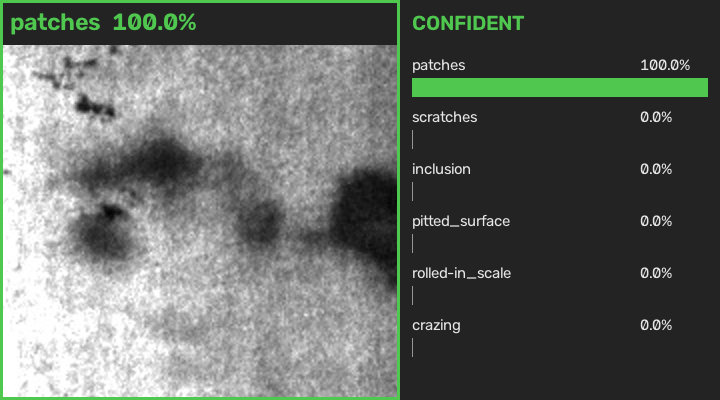 patches 100.0%
CONFIDENT
patches 100.0%
scratches 0.0%
inclusion 0.0%
pitted_surface 0.0%
rolled-in_scale 0.0%
crazing 0.0%